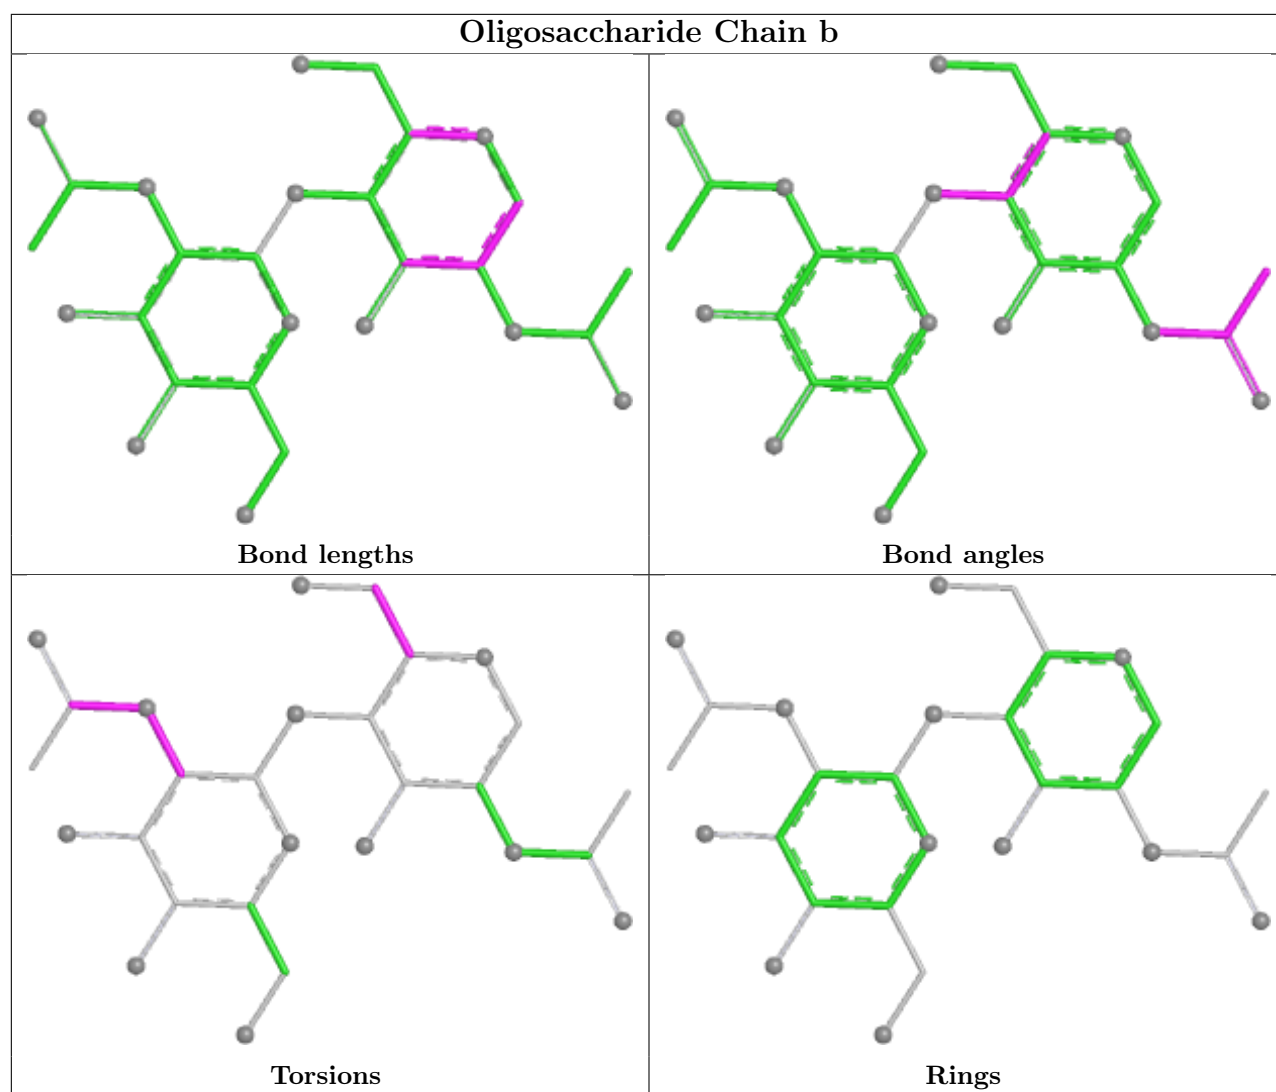 Oligosaccharide Chain b
Bond lengths
Bond angles
Torsions
Rings